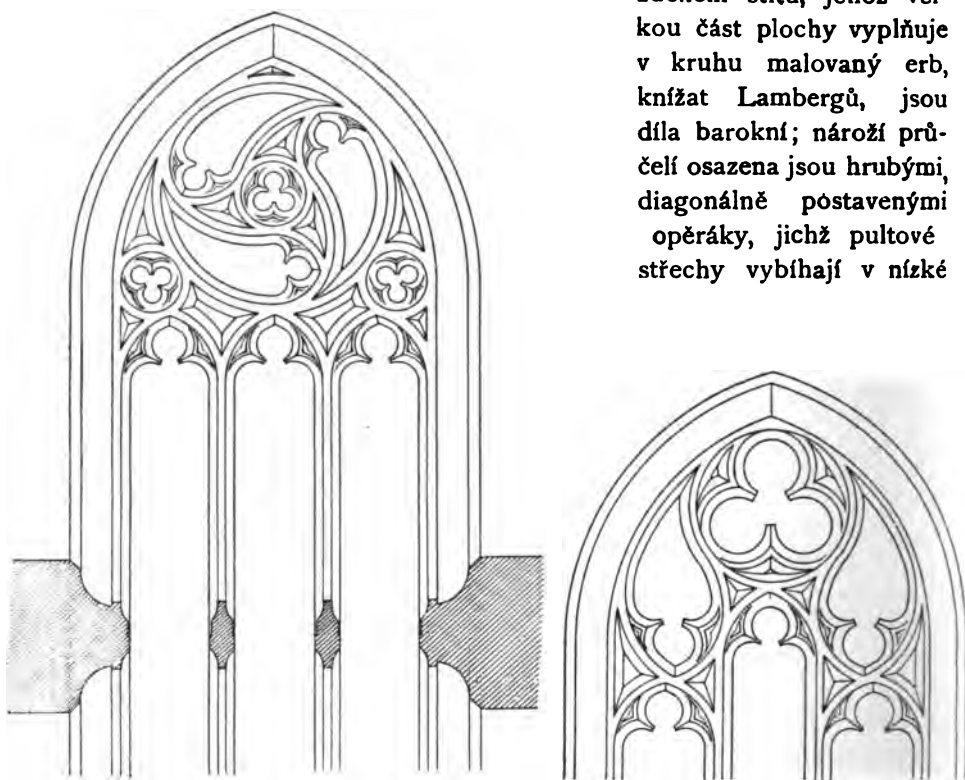 kou část plochy vyplňuje
v kruhu malovaný erb,
knížat Lambergů, jsou
díla barokní; nároží prů-
čelí osazena jsou hrubými,
diagonálně postavenými
opěráky, jichž pultové
střechy vybíhají v nízké